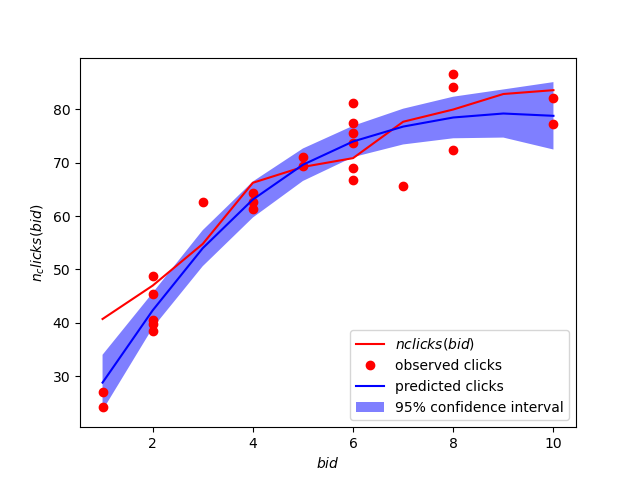 80
70
60
50
40
30
n_clicks(bid)
2
4
6
8
10
bid
nclicks(bid)
observed clicks
predicted clicks
95% confidence interval